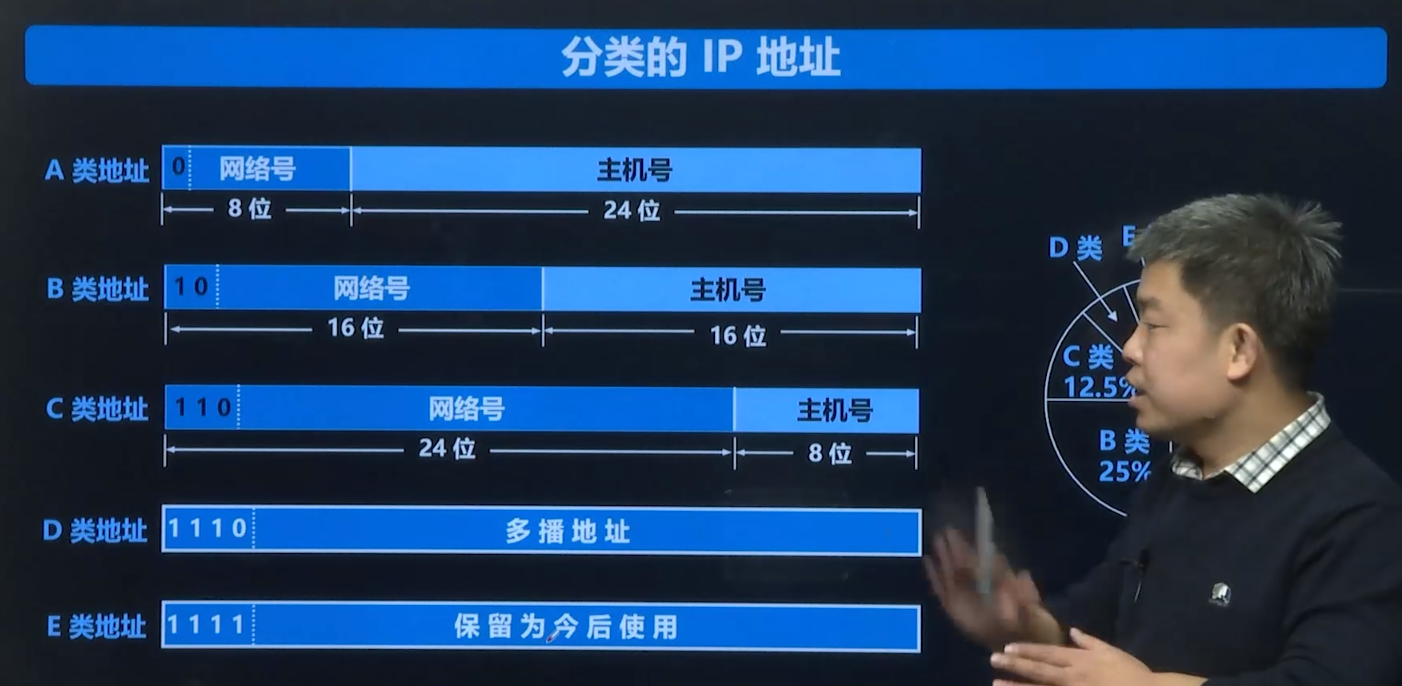 分类的 IP 地址
A 类地址 0 网络号 主机号
8 位 24 位
B 类地址 1 0 网络号 主机号
16 位 16 位
C 类地址 1 1 0 网络号 主机号
24 位 8 位
D 类地址 1 1 1 0 多播地址
E 类地址 1 1 1 1 保留为今后使用
D 类 E
C 类
12.5%
B 类
25%